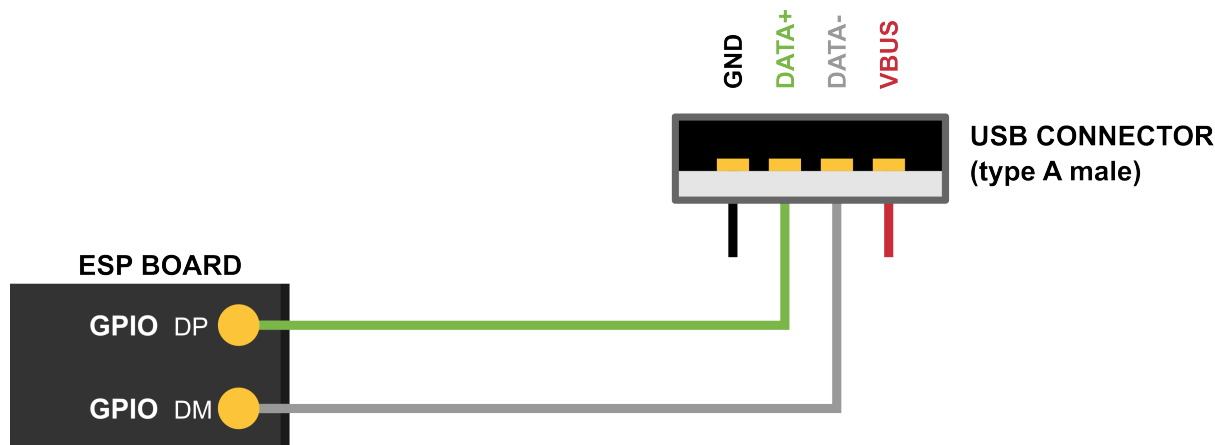 GND
DATA+
DATA-
VBUS
USB CONNECTOR
(type A male)
ESP BOARD
GPIO DP
GPIO DM